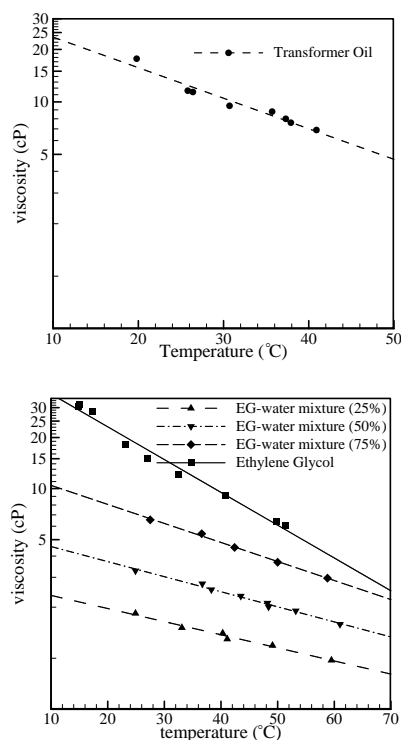 30
20
15
10
5
viscosity (cP)
Transformer Oil
10 20 30 40 50
Temperature (°C)
30
20
15
10
5
viscosity (cP)
EG-water mixture (25%)
EG-water mixture (50%)
EG-water mixture (75%)
Ethylene Glycol
10 20 30 40 50 60 70
temperature (°C)